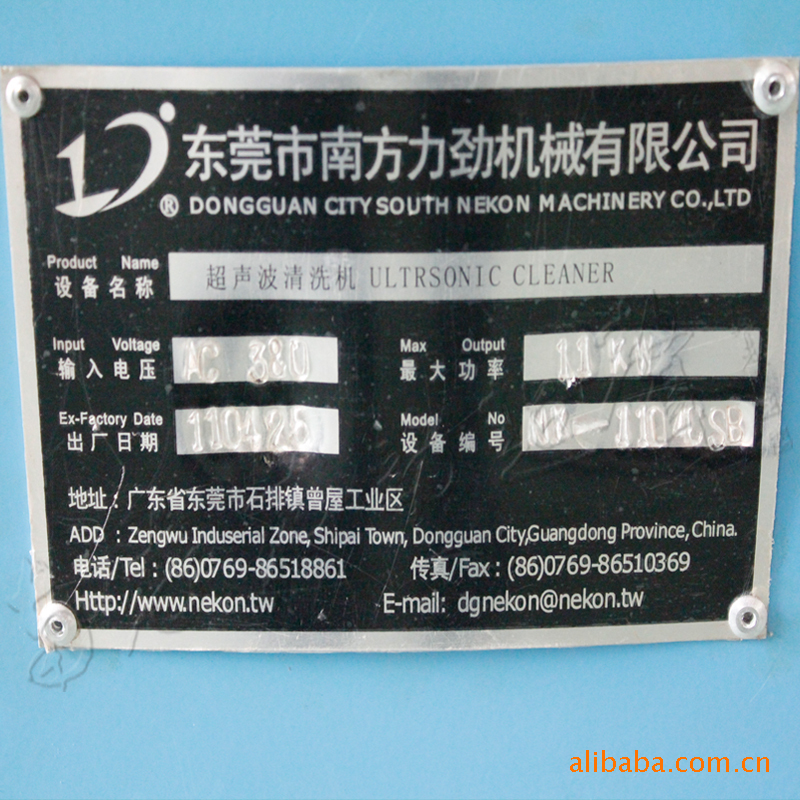 东莞市南方力劲机械有限公司
® DONGGUAN CITY SOUTH NEKON MACHINERY CO.,LTD
Product Name
设备名称
超声波清洗机 ULTRSONIC CLEANER
Input Voltage
输入电压
AC 380
Max Output
最大功率
Ex-Factory Date
出厂日期
Model No
设备编号
地址：广东省东莞市石排镇曾屋工业区
ADD : Zengwu Induserial Zone, Shipai Town, Dongguan City,Guangdong Province,China.
电话/Tel : (86)0769-86518861 传真/Fax : (86)0769-86510369
Http://www.nekon.tw E-mail: dgnekon@nekon.tw
alibaba.com.cn